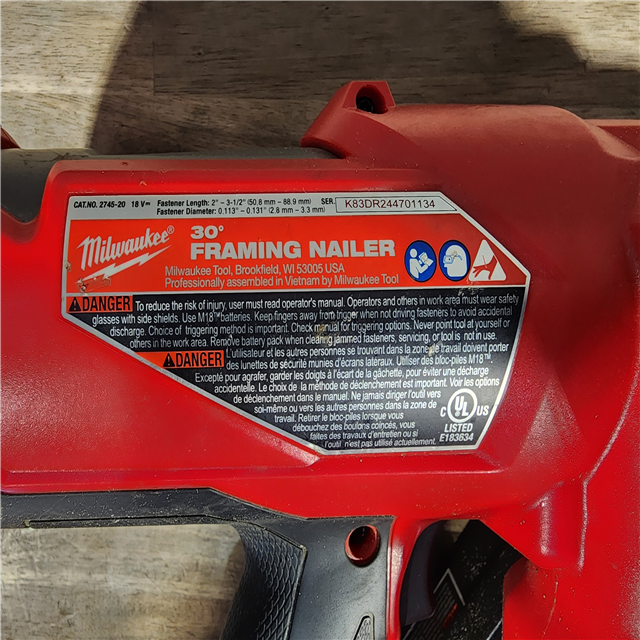 CAT.NO. 2745-20 18 V⎓ Fastener Length: 2" - 3-1/2" (50.8 mm - 88.9 mm) SER. K83DR244701134
Fastener Diameter: 0.113" - 0.131" (2.8 mm - 3.3 mm)
Milwaukee
30°
FRAMING NAILER
Milwaukee Tool, Brookfield, WI 53005 USA
Professionally assembled in Vietnam by Milwaukee Tool
DANGER To reduce the risk of injury, user must read operator's manual. Operators and others in work area must wear safety
glasses with side shields. Use M18™ batteries. Keep fingers away from trigger when not driving fasteners to avoid accidental
discharge. Choice of triggering method is important. Check manual for triggering options. Never point tool at yourself or
others in the work area. Remove battery pack when clearing jammed fasteners, servicing, or tool is not in use.
DANGER L'utilisateur et les autres personnes se trouvant dans la zone de travail doivent porter
des lunettes de sécurité munies d'écrans latéraux. Utiliser des bloc-piles M18™.
Excepté pour agrafer, garder les doigts à l'écart de la gâchette, pour éviter une décharge
accidentelle. Le choix de la méthode de déclenchement est important. Voir les options
de déclenchement dans le manuel. Ne jamais diriger l'outil vers
soi-même ou vers les autres personnes dans la zone de
travail. Retirer le bloc-piles lorsque vous
débouchez des boulons coincés, vous
faites des travaux d'entretien ou si
l'outil n'est pas utilisé actuellement.
C UL US
LISTED
E183634